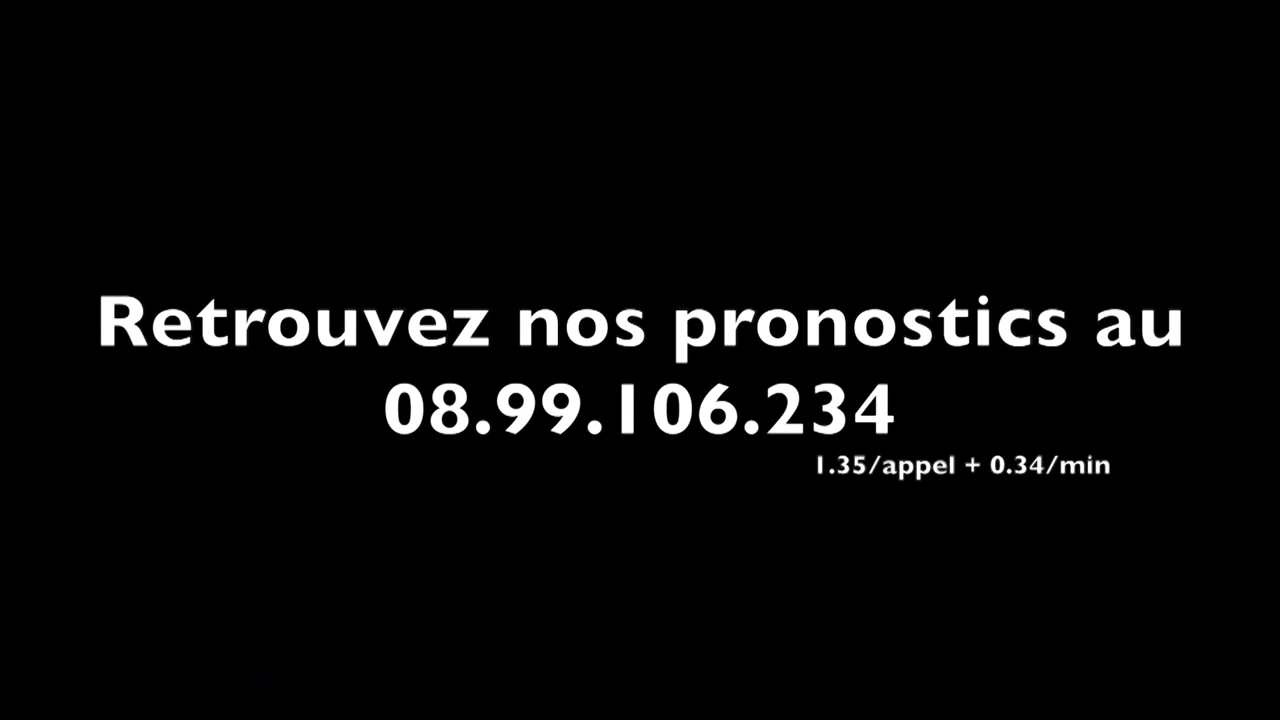 Retrouvez nos pronostics au
08.99.106.234
1.35/appel + 0.34/min